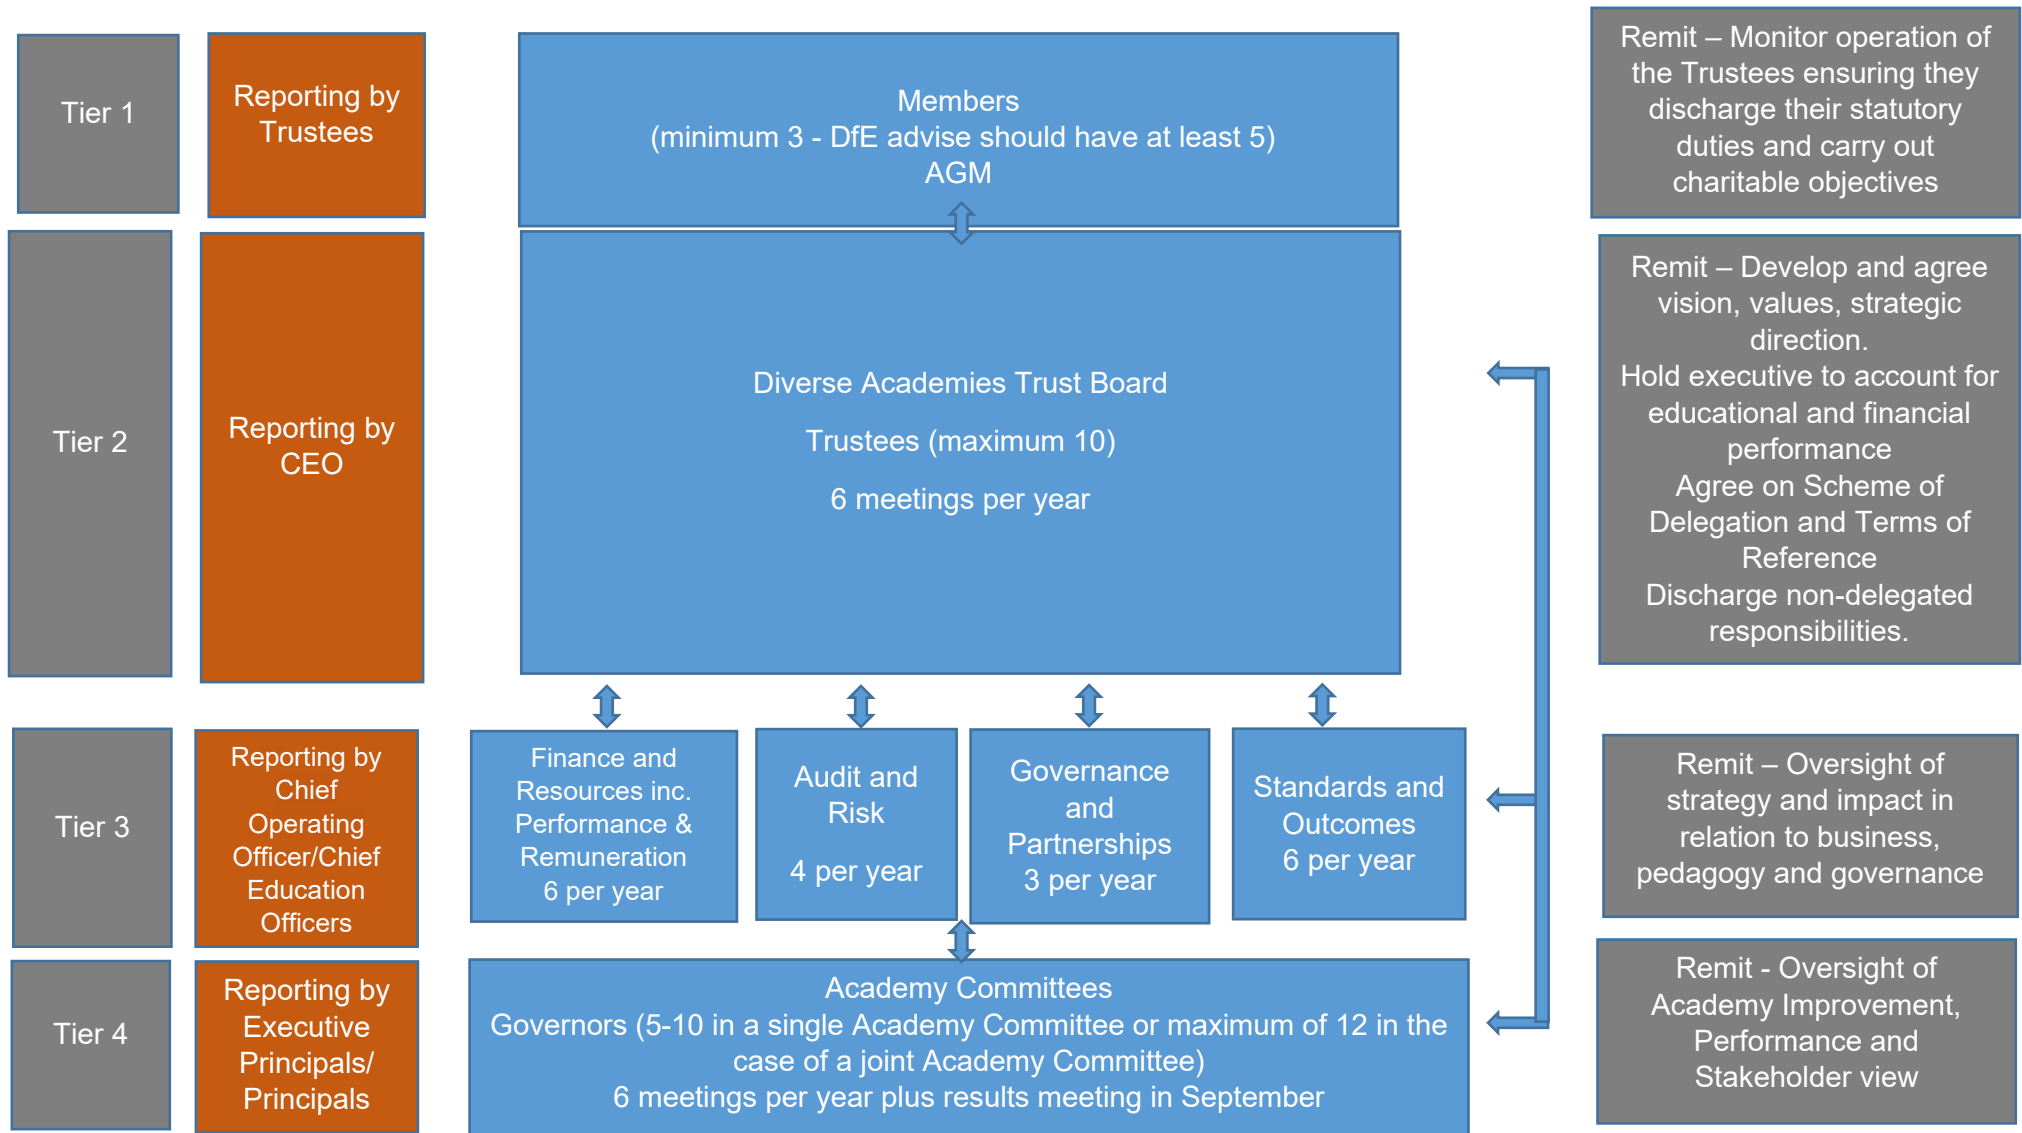 Tier 1
Reporting by
Trustees
Members
(minimum 3 - DfE advise should have at least 5)
AGM
Remit – Monitor operation of
the Trustees ensuring they
discharge their statutory
duties and carry out
charitable objectives
Tier 2
Reporting by
CEO
Diverse Academies Trust Board
Trustees (maximum 10)
6 meetings per year
Remit – Develop and agree
vision, values, strategic
direction.
Hold executive to account for
educational and financial
performance
Agree on Scheme of
Delegation and Terms of
Reference
Discharge non-delegated
responsibilities.
Tier 3
Reporting by
Chief
Operating
Officer/Chief
Education
Officers
Finance and
Resources inc.
Performance &
Remuneration
6 per year
Audit and
Risk
4 per year
Governance
and
Partnerships
3 per year
Standards and
Outcomes
6 per year
Remit – Oversight of
strategy and impact in
relation to business,
pedagogy and governance
Tier 4
Reporting by
Executive
Principals/
Principals
Academy Committees
Governors (5-10 in a single Academy Committee or maximum of 12 in the
case of a joint Academy Committee)
6 meetings per year plus results meeting in September
Remit - Oversight of
Academy Improvement,
Performance and
Stakeholder view